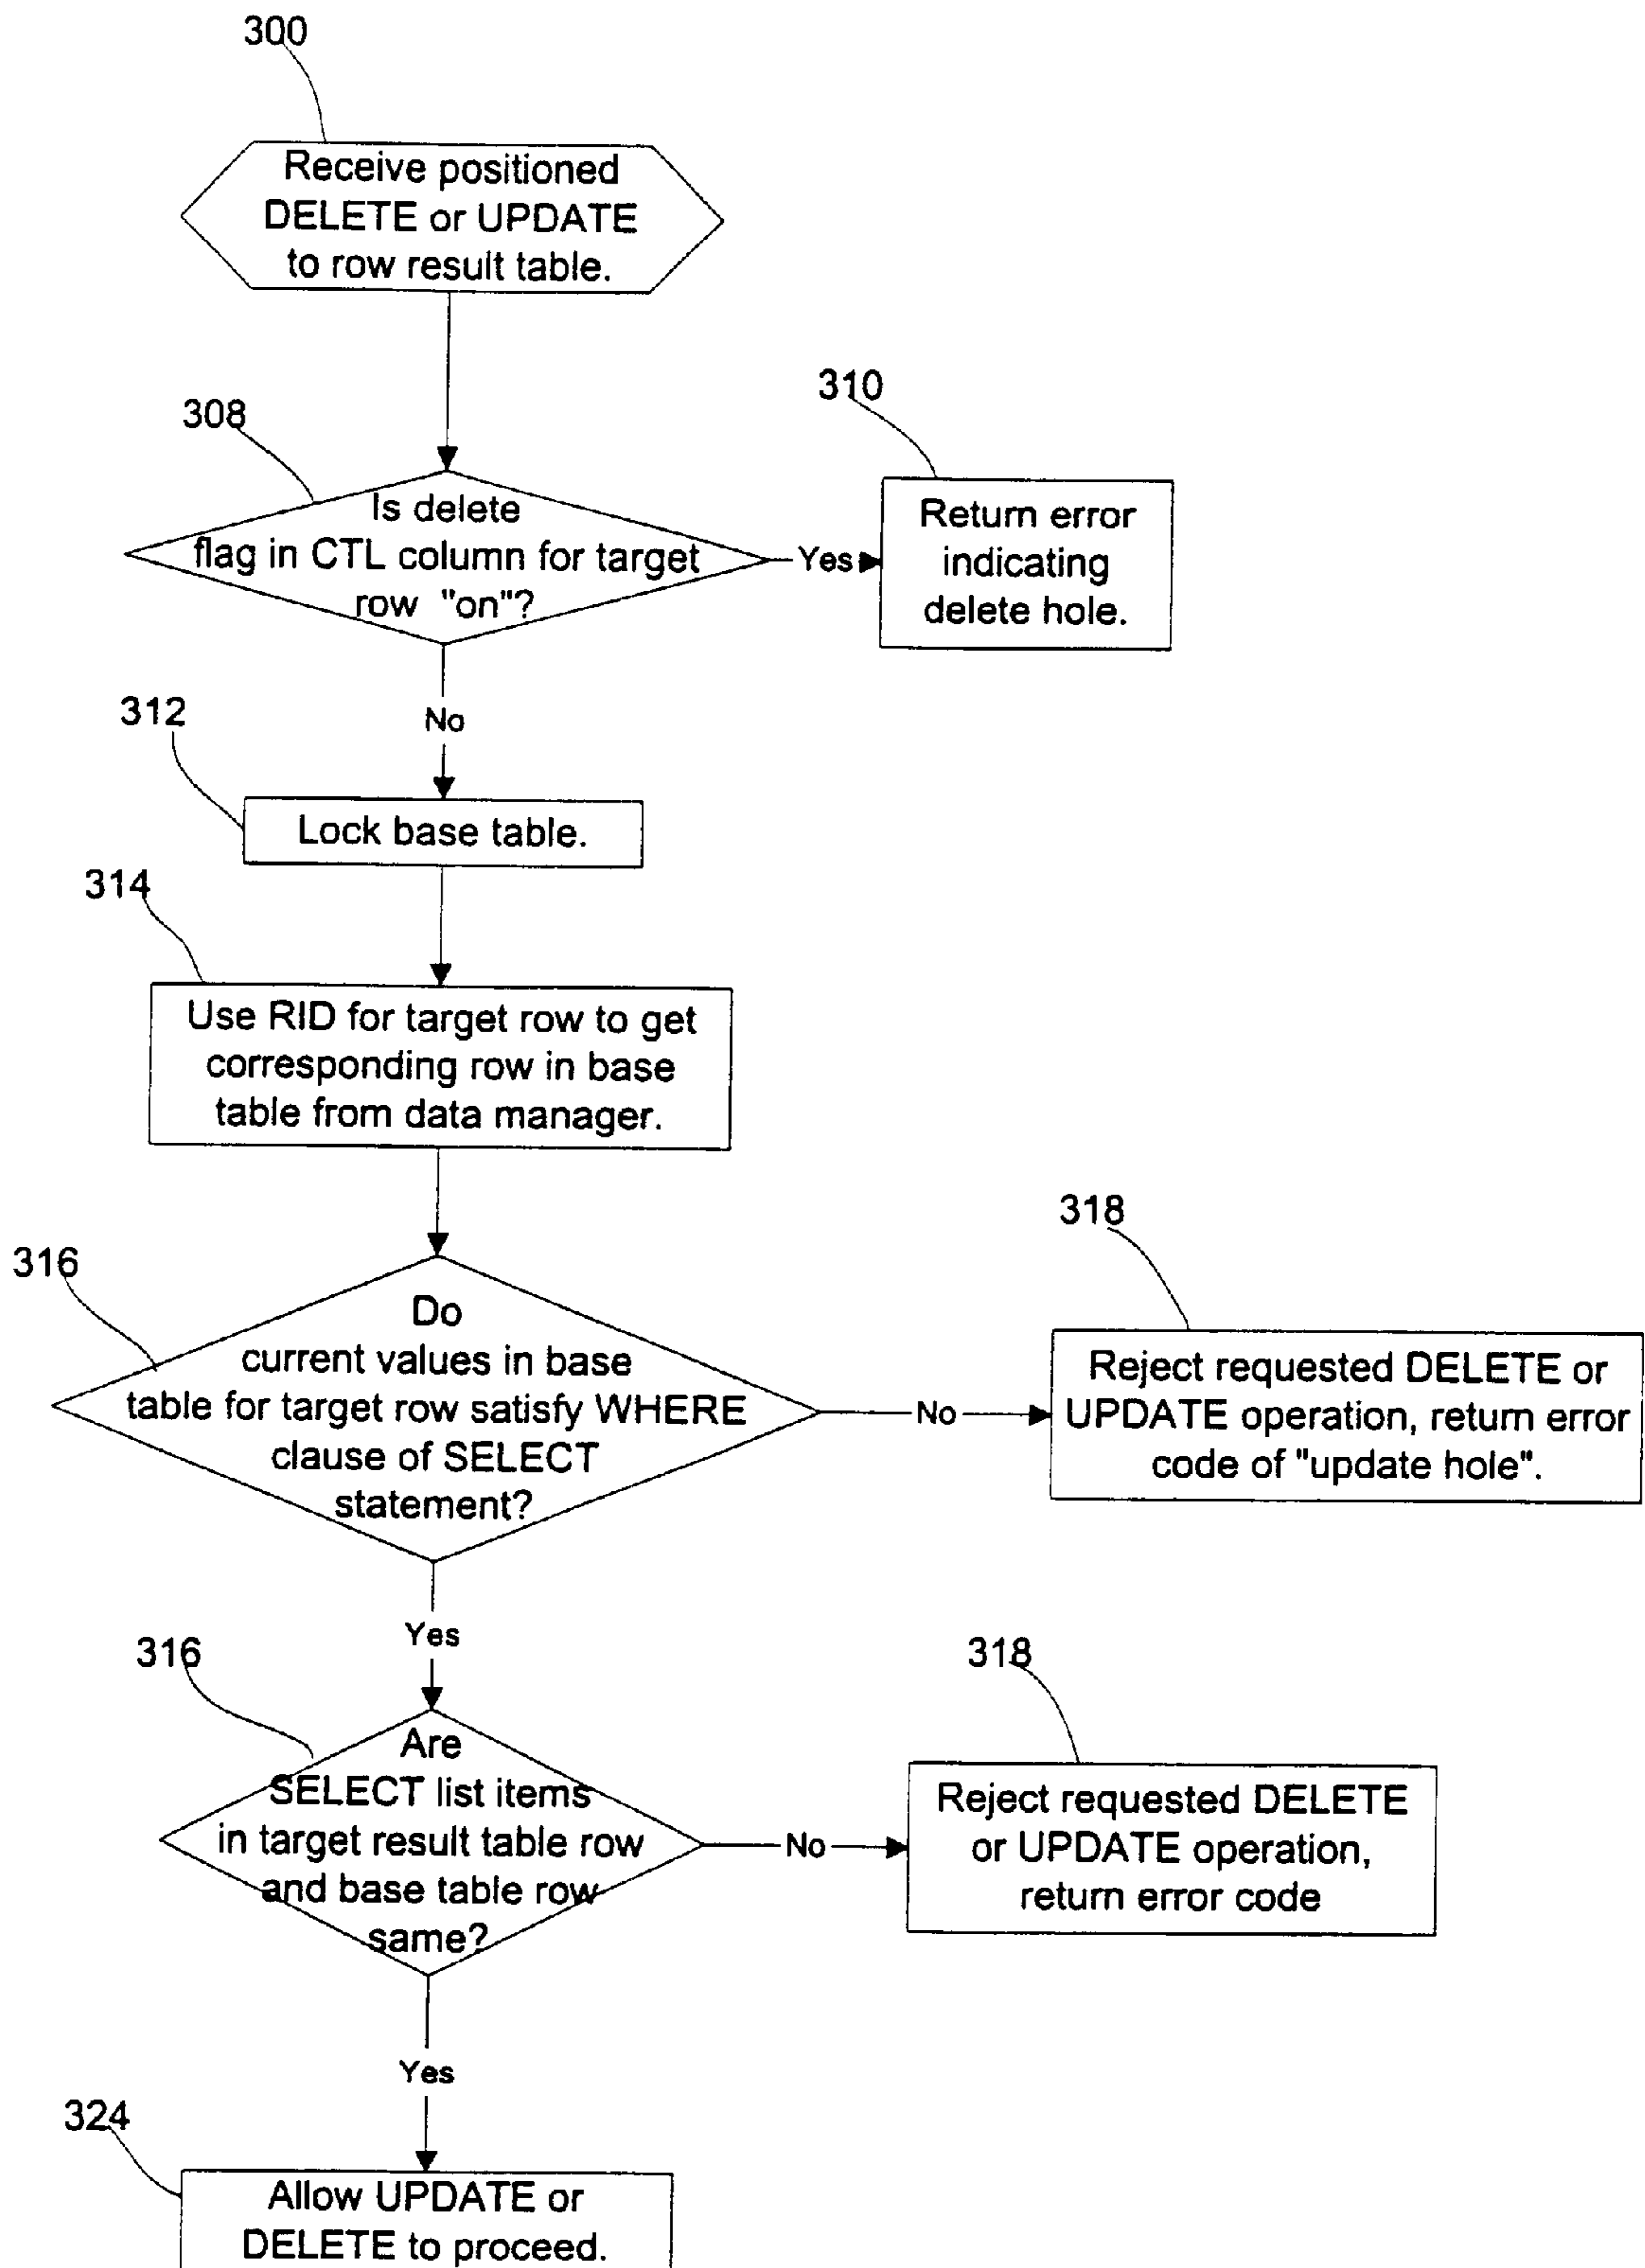 300
Receive positioned
DELETE or UPDATE
to row result table.
308
Is delete
flag in CTL column for target
row "on"?
Yes
310
Return error
indicating
delete hole.
No
312
Lock base table.
314
Use RID for target row to get
corresponding row in base
table from data manager.
316
Do
current values in base
table for target row satisfy WHERE
clause of SELECT
statement?
No
318
Reject requested DELETE or
UPDATE operation, return error
code of "update hole".
Yes
316
Are
SELECT list items
in target result table row
and base table row
same?
No
318
Reject requested DELETE
or UPDATE operation,
return error code
Yes
324
Allow UPDATE or
DELETE to proceed.